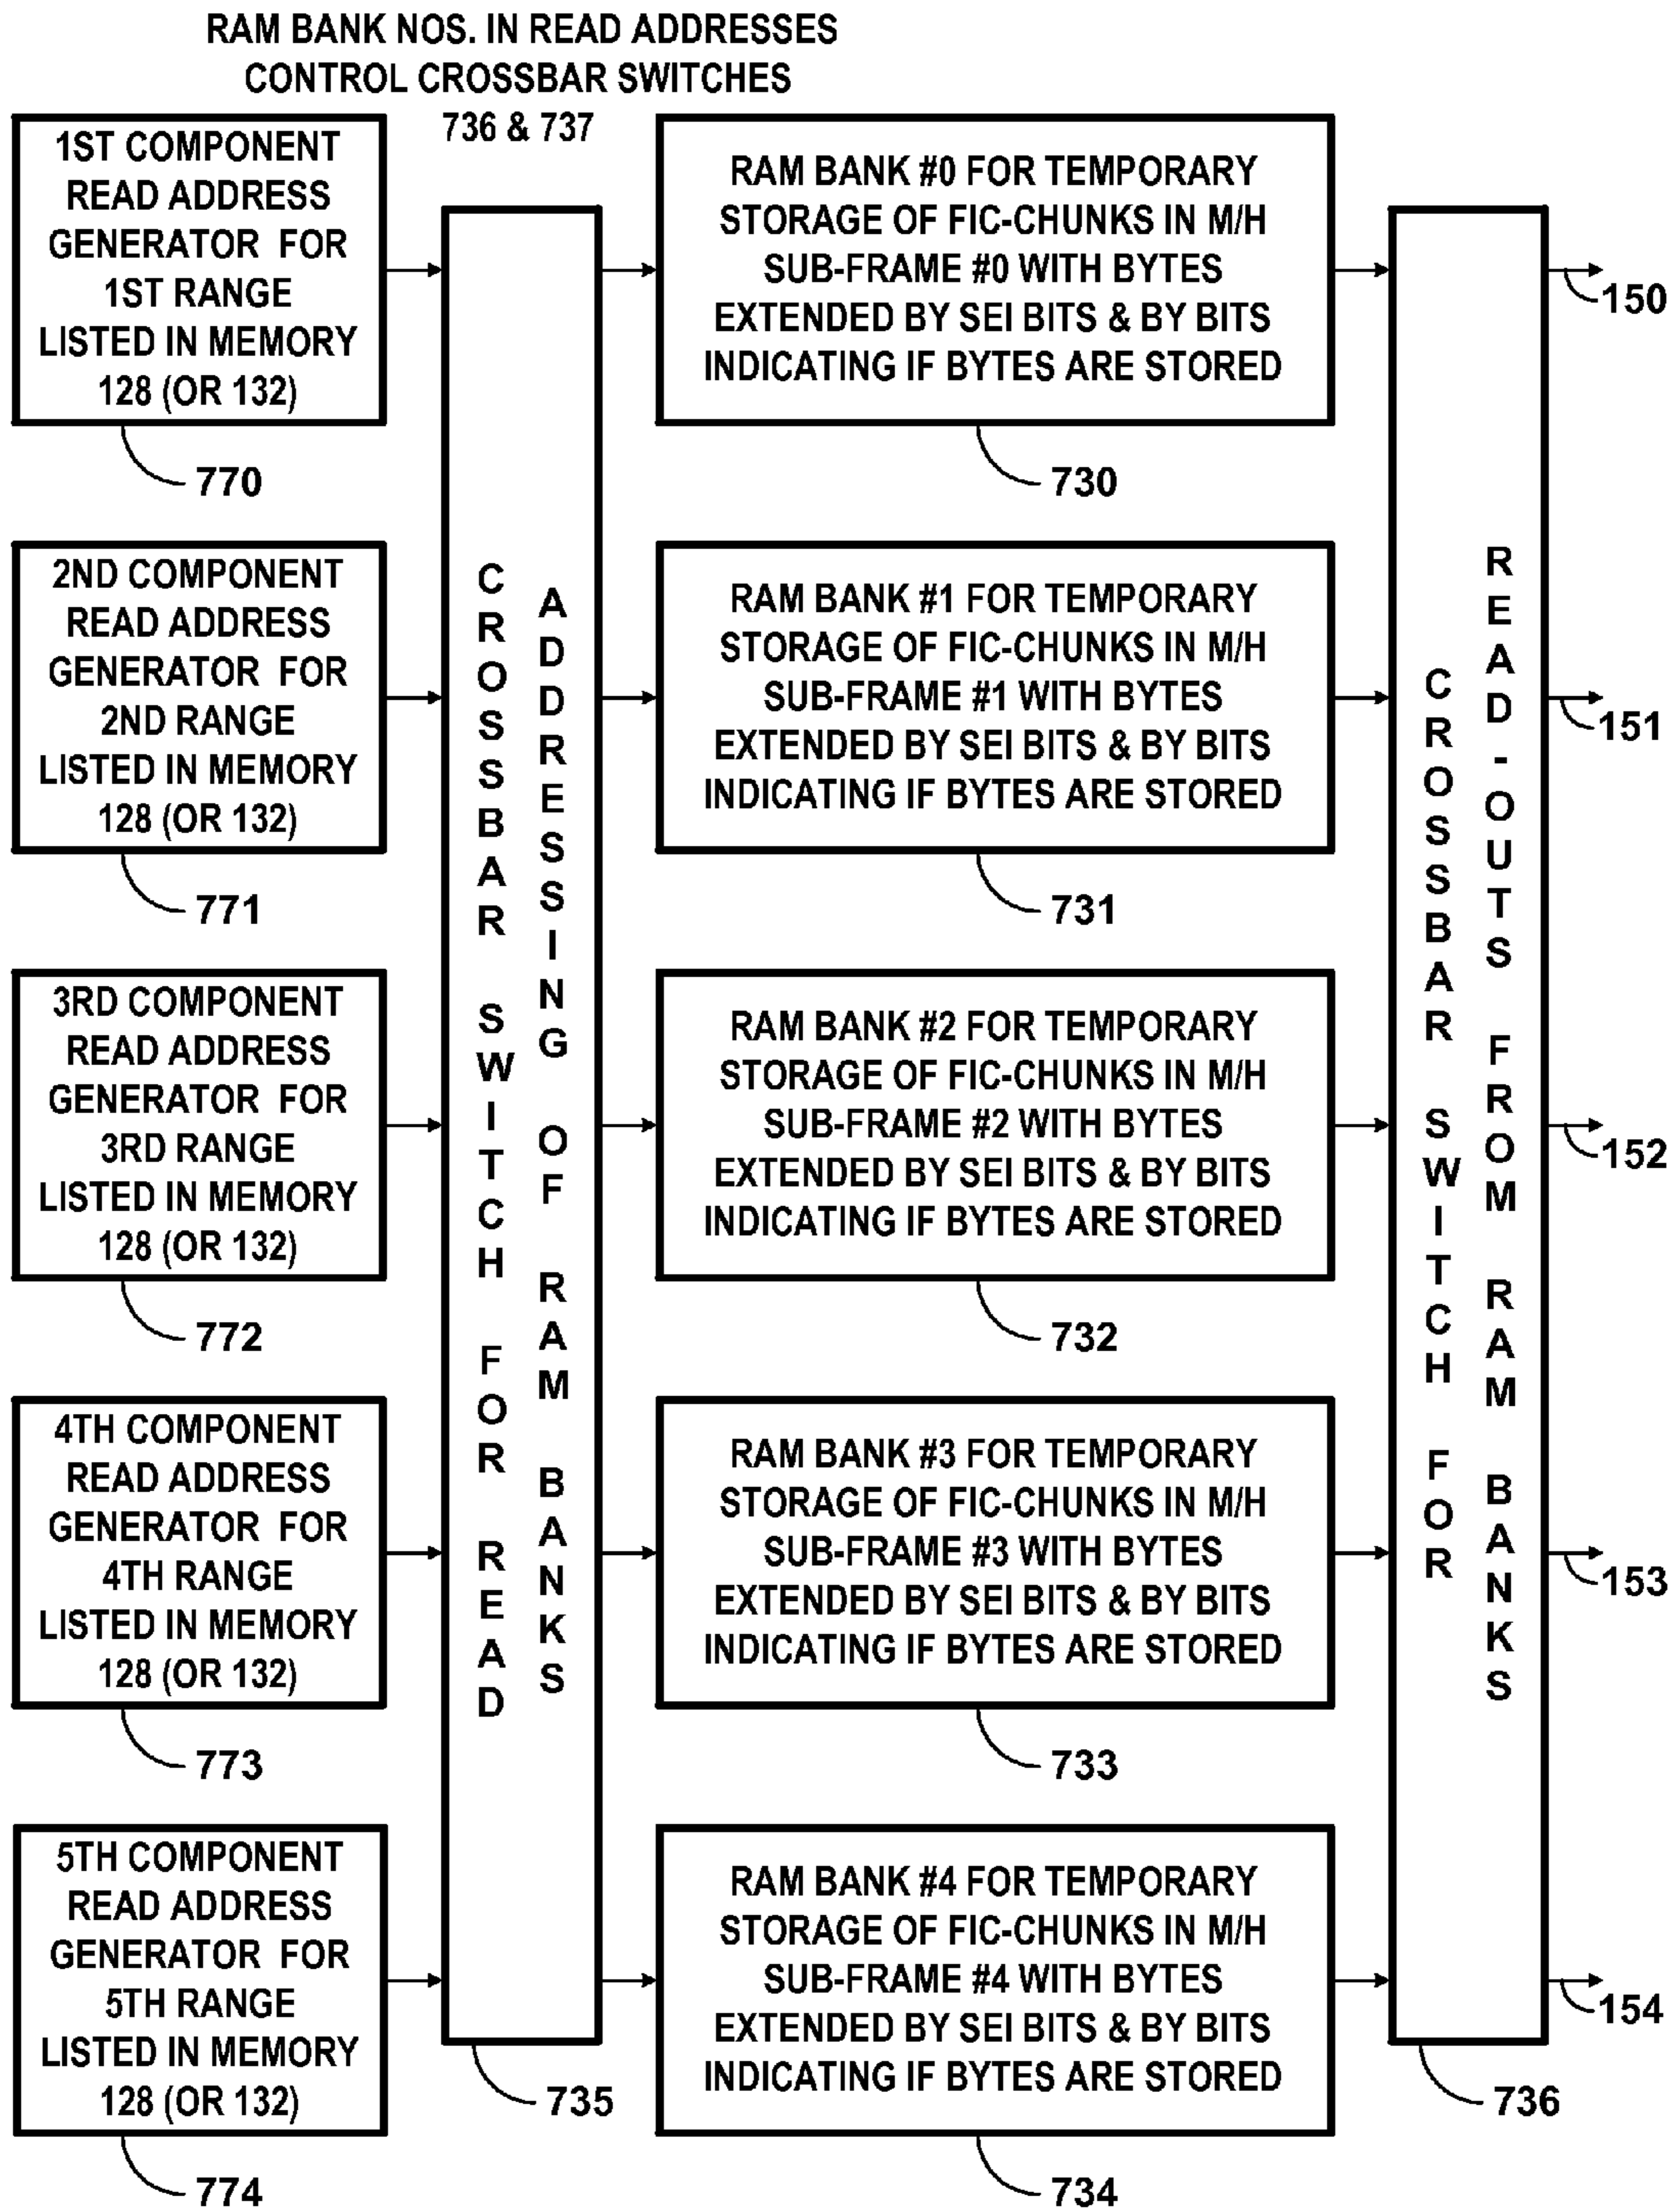 RAM BANK NOS. IN READ ADDRESSES
CONTROL CROSSBAR SWITCHES
736 & 737
1ST COMPONENT
READ ADDRESS
GENERATOR FOR
1ST RANGE
LISTED IN MEMORY
128 (OR 132)
770
2ND COMPONENT
READ ADDRESS
GENERATOR FOR
2ND RANGE
LISTED IN MEMORY
128 (OR 132)
771
3RD COMPONENT
READ ADDRESS
GENERATOR FOR
3RD RANGE
LISTED IN MEMORY
128 (OR 132)
772
4TH COMPONENT
READ ADDRESS
GENERATOR FOR
4TH RANGE
LISTED IN MEMORY
128 (OR 132)
773
5TH COMPONENT
READ ADDRESS
GENERATOR FOR
5TH RANGE
LISTED IN MEMORY
128 (OR 132)
774
CROSSBAR SWITCH FOR READ
ADDRESSING OF RAM BANKS
735
RAM BANK #0 FOR TEMPORARY
STORAGE OF FIC-CHUNKS IN M/H
SUB-FRAME #0 WITH BYTES
EXTENDED BY SEI BITS & BY BITS
INDICATING IF BYTES ARE STORED
730
RAM BANK #1 FOR TEMPORARY
STORAGE OF FIC-CHUNKS IN M/H
SUB-FRAME #1 WITH BYTES
EXTENDED BY SEI BITS & BY BITS
INDICATING IF BYTES ARE STORED
731
RAM BANK #2 FOR TEMPORARY
STORAGE OF FIC-CHUNKS IN M/H
SUB-FRAME #2 WITH BYTES
EXTENDED BY SEI BITS & BY BITS
INDICATING IF BYTES ARE STORED
732
RAM BANK #3 FOR TEMPORARY
STORAGE OF FIC-CHUNKS IN M/H
SUB-FRAME #3 WITH BYTES
EXTENDED BY SEI BITS & BY BITS
INDICATING IF BYTES ARE STORED
733
RAM BANK #4 FOR TEMPORARY
STORAGE OF FIC-CHUNKS IN M/H
SUB-FRAME #4 WITH BYTES
EXTENDED BY SEI BITS & BY BITS
INDICATING IF BYTES ARE STORED
734
CROSSBAR SWITCH FOR
READ-OUTS FROM RAM BANKS
736
150
151
152
153
154